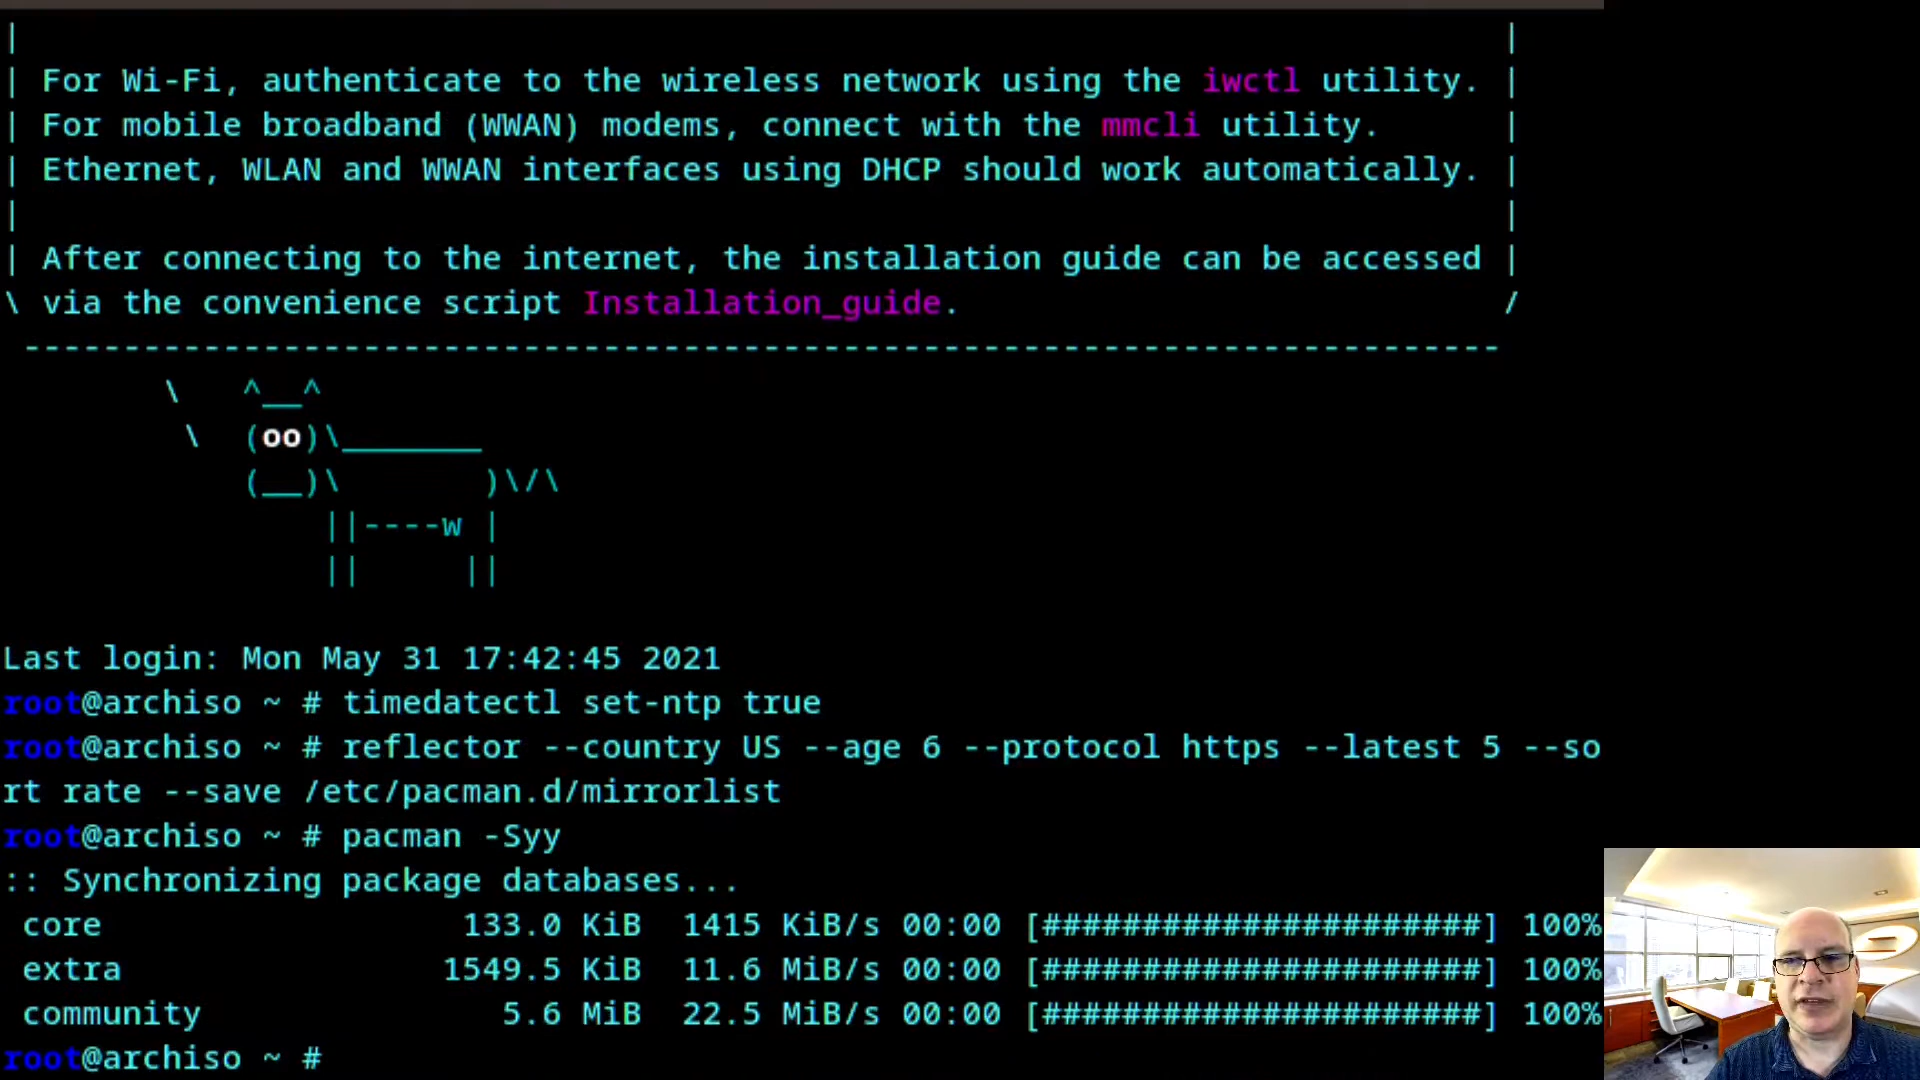 |                                                                          |
| For Wi-Fi, authenticate to the wireless network using the iwctl utility. |
| For mobile broadband (WWAN) modems, connect with the mmcli utility.      |
| Ethernet, WLAN and WWAN interfaces using DHCP should work automatically. |
|                                                                          |
| After connecting to the internet, the installation guide can be accessed |
\ via the convenience script Installation_guide.                           /
 --------------------------------------------------------------------------
        \   ^__^
         \  (oo)\_______
            (__)\       )\/\
                ||----w |
                ||     ||
Last login: Mon May 31 17:42:45 2021
root@archiso ~ # timedatectl set-ntp true
root@archiso ~ # reflector --country US --age 6 --protocol https --latest 5 --so
rt rate --save /etc/pacman.d/mirrorlist
root@archiso ~ # pacman -Syy
:: Synchronizing package databases...
 core                  133.0 KiB  1415 KiB/s 00:00 [######################] 100%
 extra                1549.5 KiB  11.6 MiB/s 00:00 [######################] 100%
 community               5.6 MiB  22.5 MiB/s 00:00 [######################] 100%
root@archiso ~ #